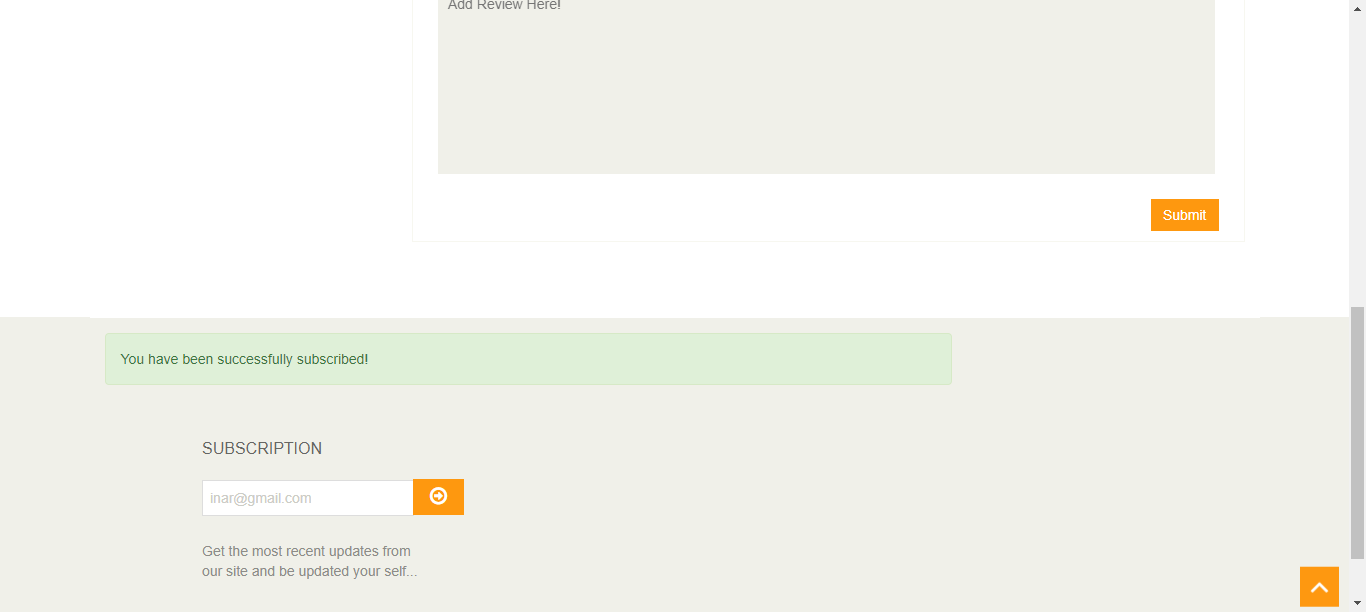 Add Review Here!
Submit
You have been successfully subscribed!
SUBSCRIPTION
inar@gmail.com
Get the most recent updates from
our site and be updated your self...